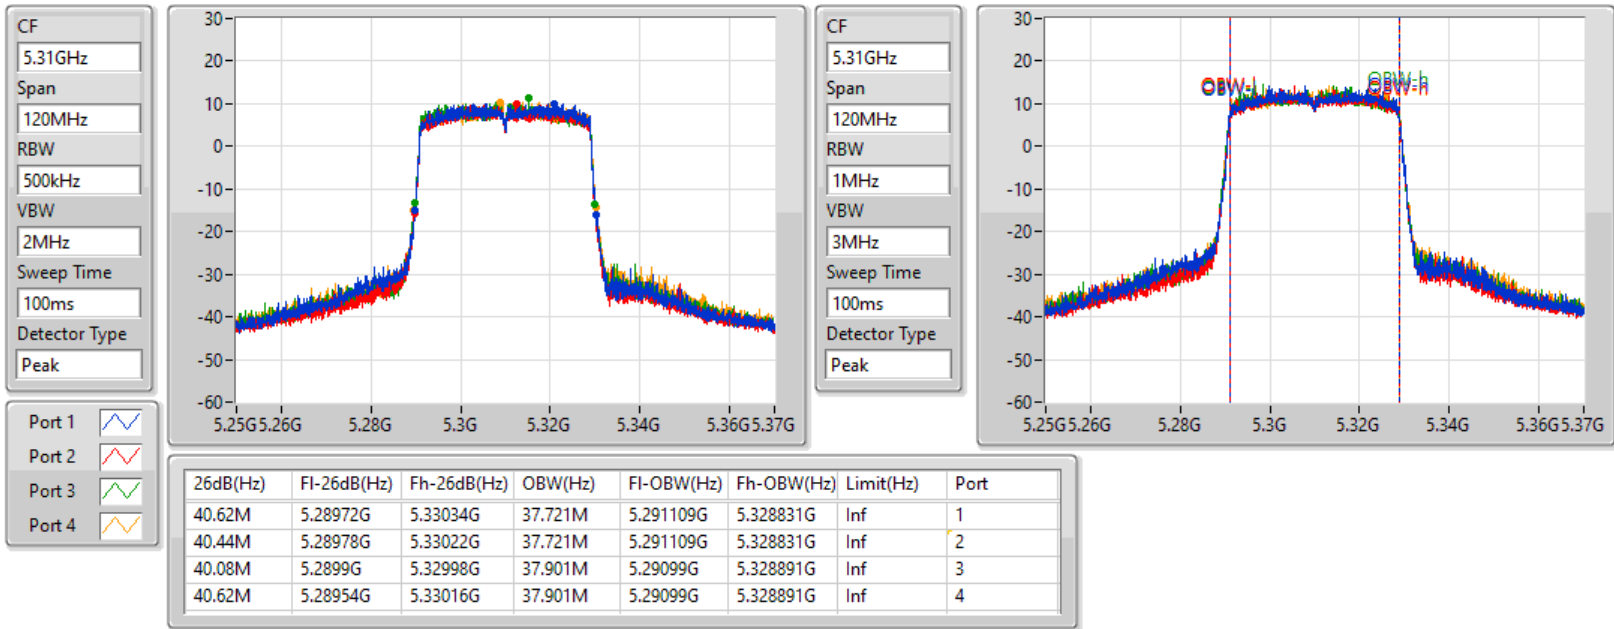 CF
5.31GHz
Span
120MHz
RBW
500kHz
VBW
2MHz
Sweep Time
100ms
Detector Type
Peak
30
20
10
0
-10
-20
-30
-40
-50
-60
5.25G 5.26G 5.28G 5.3G 5.32G 5.34G 5.36G 5.37G
CF
5.31GHz
Span
120MHz
RBW
1MHz
VBW
3MHz
Sweep Time
100ms
Detector Type
Peak
30
20
10
0
-10
-20
-30
-40
-50
-60
OBW-l OBW-h
OBW-h
5.25G 5.26G 5.28G 5.3G 5.32G 5.34G 5.36G 5.37G
Port 1
Port 2
Port 3
Port 4
26dB(Hz) Fl-26dB(Hz) Fh-26dB(Hz) OBW(Hz) Fl-OBW(Hz) Fh-OBW(Hz) Limit(Hz) Port
40.62M 5.28972G 5.33034G 37.721M 5.291109G 5.328831G Inf 1
40.44M 5.28978G 5.33022G 37.721M 5.291109G 5.328831G Inf 2
40.08M 5.2899G 5.32998G 37.901M 5.29099G 5.328891G Inf 3
40.62M 5.28954G 5.33016G 37.901M 5.29099G 5.328891G Inf 4